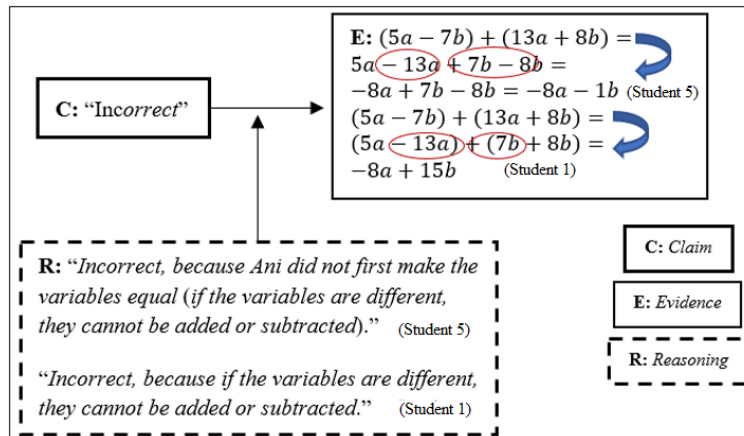 E: (5a − 7b) + (13a + 8b) =
5a − 13a + 7b − 8b =
−8a + 7b − 8b = −8a − 1b (Student 5)
(5a − 7b) + (13a + 8b) =
(5a − 13a) + (7b + 8b) =
−8a + 15b (Student 1)
C: “Incorrect”
R: “Incorrect, because Ani did not first make the
variables equal (if the variables are different,
they cannot be added or subtracted).” (Student 5)
“Incorrect, because if the variables are different,
they cannot be added or subtracted.” (Student 1)
C: Claim
E: Evidence
R: Reasoning